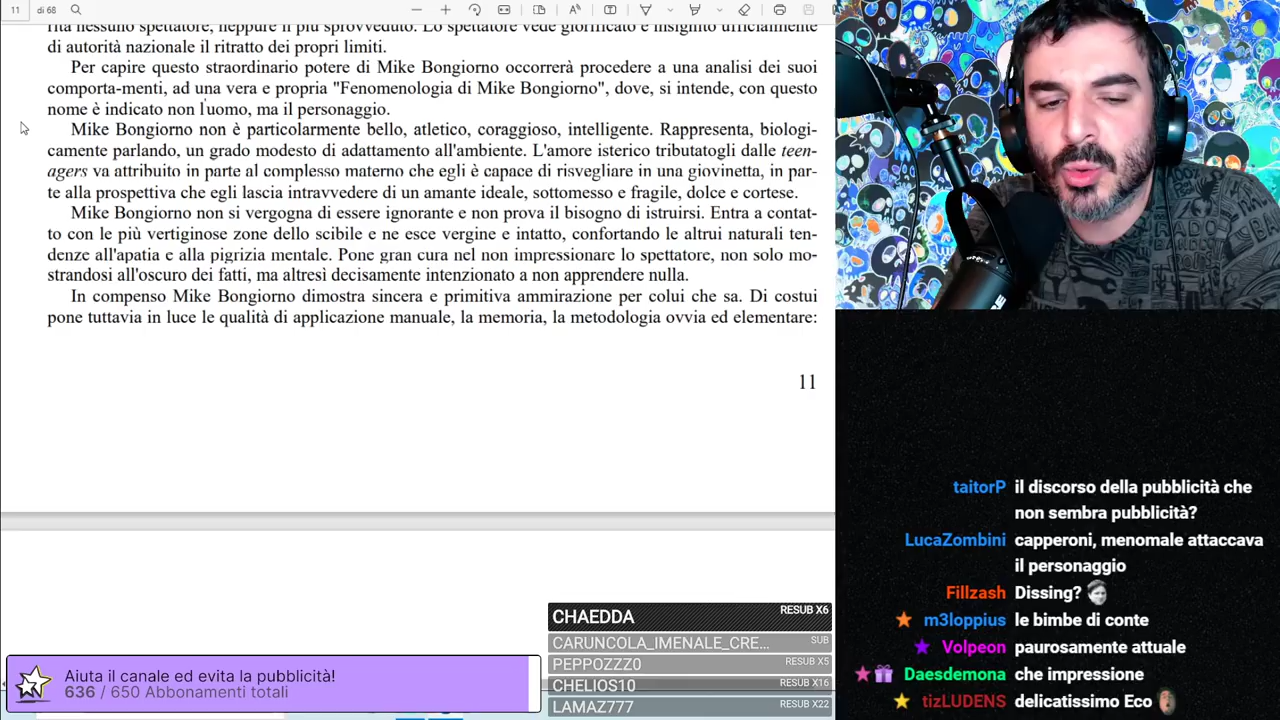 11 di 68
rita nessuno spettatore, neppure il più sprovveduto. Lo spettatore vede glorificato e insignito ufficialmente
di autorità nazionale il ritratto dei propri limiti.
Per capire questo straordinario potere di Mike Bongiorno occorrerà procedere a una analisi dei suoi
comporta-menti, ad una vera e propria "Fenomenologia di Mike Bongiorno", dove, si intende, con questo
nome è indicato non l'uomo, ma il personaggio.
Mike Bongiorno non è particolarmente bello, atletico, coraggioso, intelligente. Rappresenta, biologi-
camente parlando, un grado modesto di adattamento all'ambiente. L'amore isterico tributatogli dalle teen-
agers va attribuito in parte al complesso materno che egli è capace di risvegliare in una giovinetta, in par-
te alla prospettiva che egli lascia intravvedere di un amante ideale, sottomesso e fragile, dolce e cortese.
Mike Bongiorno non si vergogna di essere ignorante e non prova il bisogno di istruirsi. Entra a contat-
to con le più vertiginose zone dello scibile e ne esce vergine e intatto, confortando le altrui naturali ten-
denze all'apatia e alla pigrizia mentale. Pone gran cura nel non impressionare lo spettatore, non solo mo-
strandosi all'oscuro dei fatti, ma altresì decisamente intenzionato a non apprendere nulla.
In compenso Mike Bongiorno dimostra sincera e primitiva ammirazione per colui che sa. Di costui
pone tuttavia in luce le qualità di applicazione manuale, la memoria, la metodologia ovvia ed elementare:
11
taitorP il discorso della pubblicità che
non sembra pubblicità?
LucaZombini capperoni, menomale attaccava
il personaggio
Fillzash Dissing?
m3loppius le bimbe di conte
Volpeon paurosamente attuale
Daesdemona che impressione
tizLUDENS delicatissimo Eco
CHAEDDA RESUB X6
CARUNCOLA_IMENALE_CRE... SUB
PEPPOZZZ0 RESUB X5
CHELIOS10 RESUB X16
LAMAZ777 RESUB X22
Aiuta il canale ed evita la pubblicità!
636 / 650 Abbonamenti totali